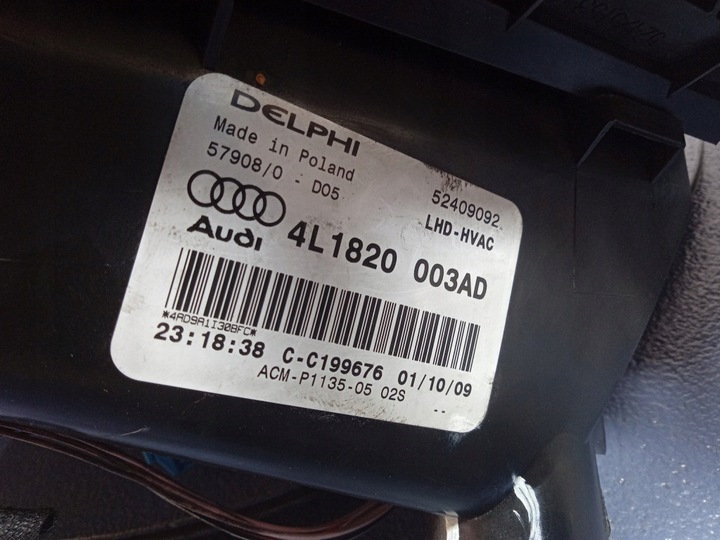 DELPHI
Made in Poland
57908/0 - D05
52409092
LHD-HVAC
Audi
4L1820 003AD
*4AD9A1I30BFC*
23:18:38 C-C199676 01/10/09
ACM-P1135-05 02S
--